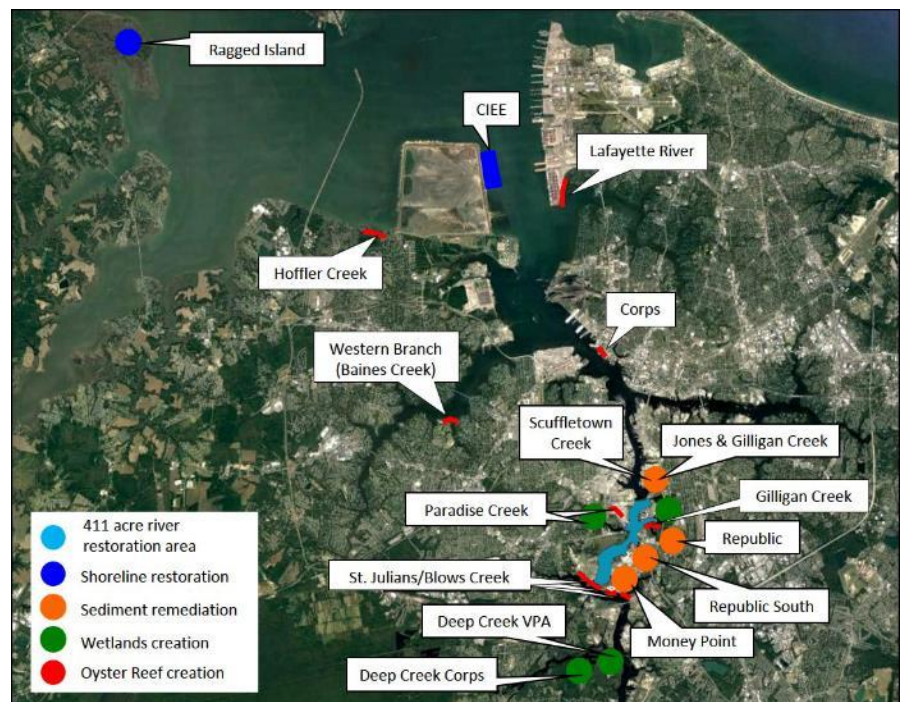 Ragged Island
CIEE
Lafayette River
Hoffler Creek
Corps
Western Branch
(Baines Creek)
Scuffletown
Creek
Jones & Gilligan Creek
Paradise Creek
Gilligan Creek
Republic
St. Julians/Blows Creek
Republic South
Deep Creek VPA
Money Point
Deep Creek Corps
411 acre river
restoration area
Shoreline restoration
Sediment remediation
Wetlands creation
Oyster Reef creation